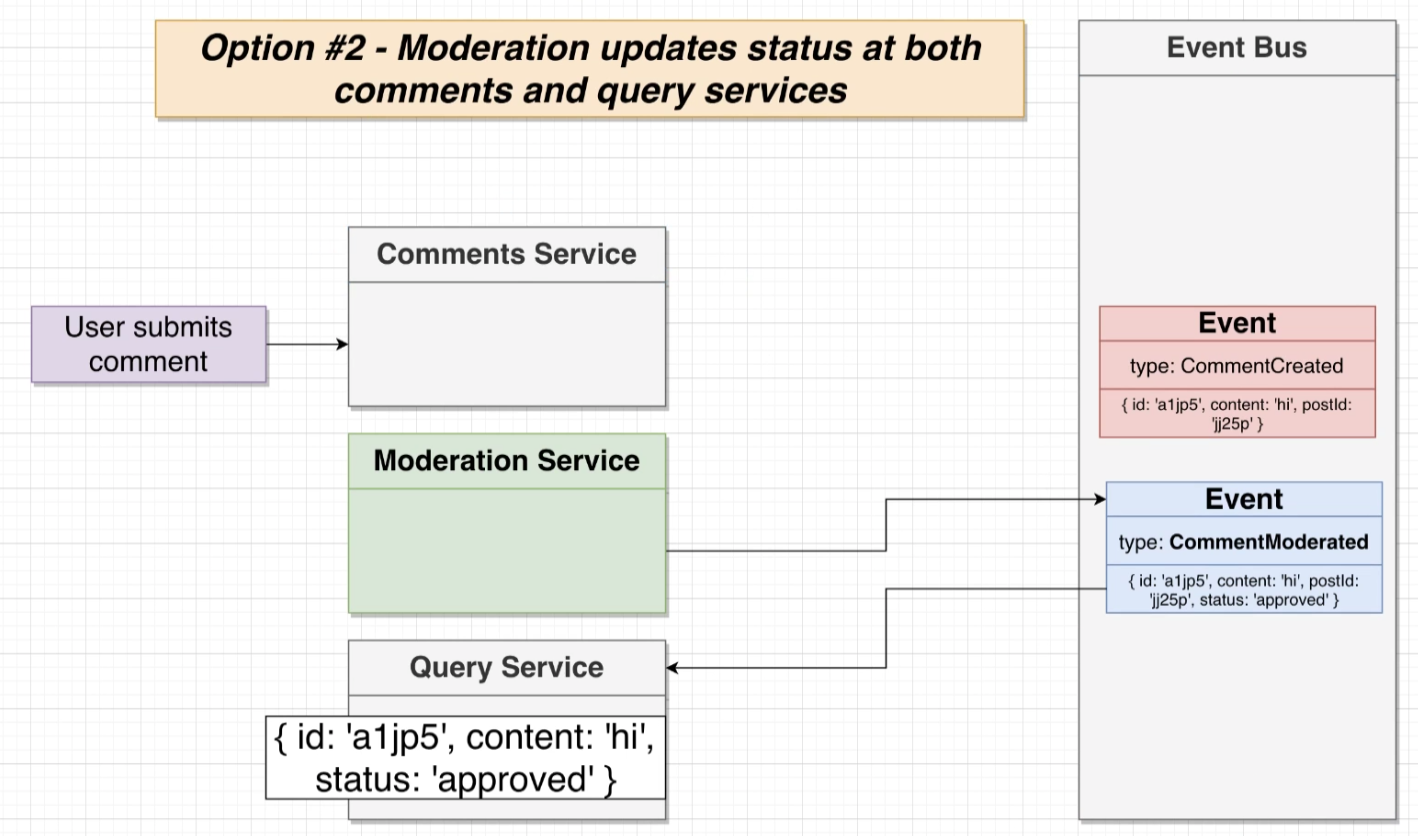 Option #2 - Moderation updates status at both
comments and query services
Event Bus
Comments Service
User submits
comment
Event
type: CommentCreated
{ id: 'a1jp5', content: 'hi', postId:
'jj25p' }
Moderation Service
Event
type: CommentModerated
{ id: 'a1jp5', content: 'hi', postId:
'jj25p', status: 'approved' }
Query Service
{ id: 'a1jp5', content: 'hi',
status: 'approved' }